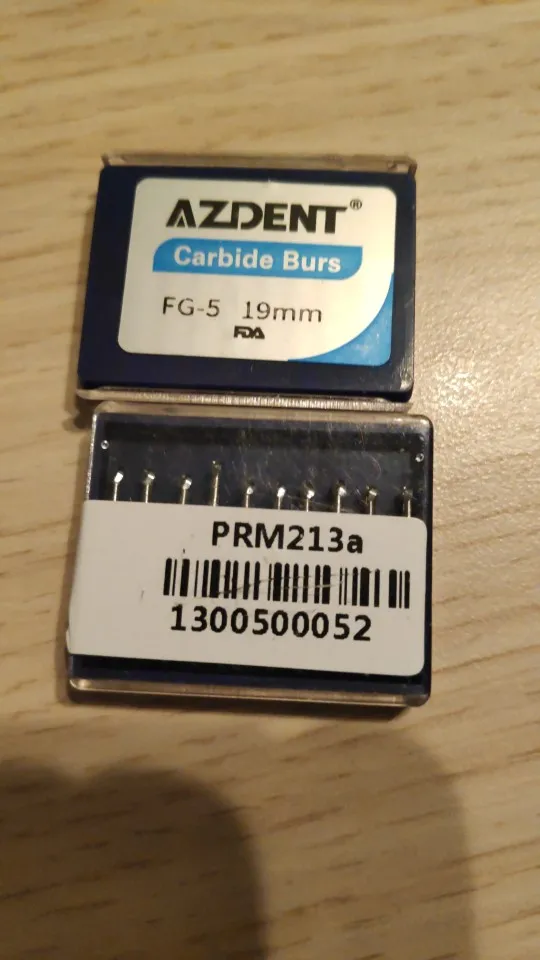 AZDENT®
Carbide Burs
FG-5 19mm
FDA
PRM213a
1300500052